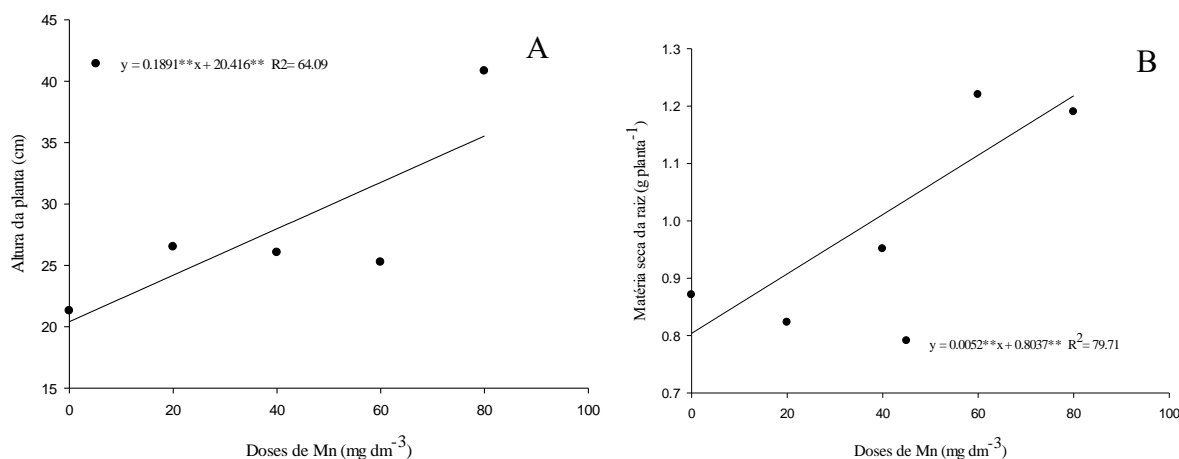 A
y = 0.1891**x + 20.416** R2= 64.09
45
40
35
30
25
20
15
Altura da planta (cm)
0 20 40 60 80 100
Doses de Mn (mg dm-3)
B
1.3
1.2
1.1
1.0
0.9
0.8
0.7
Matéria seca da raiz (g planta-1)
y = 0.0052**x + 0.8037** R2 = 79.71
0 20 40 60 80 100
Doses de Mn (mg dm-3)